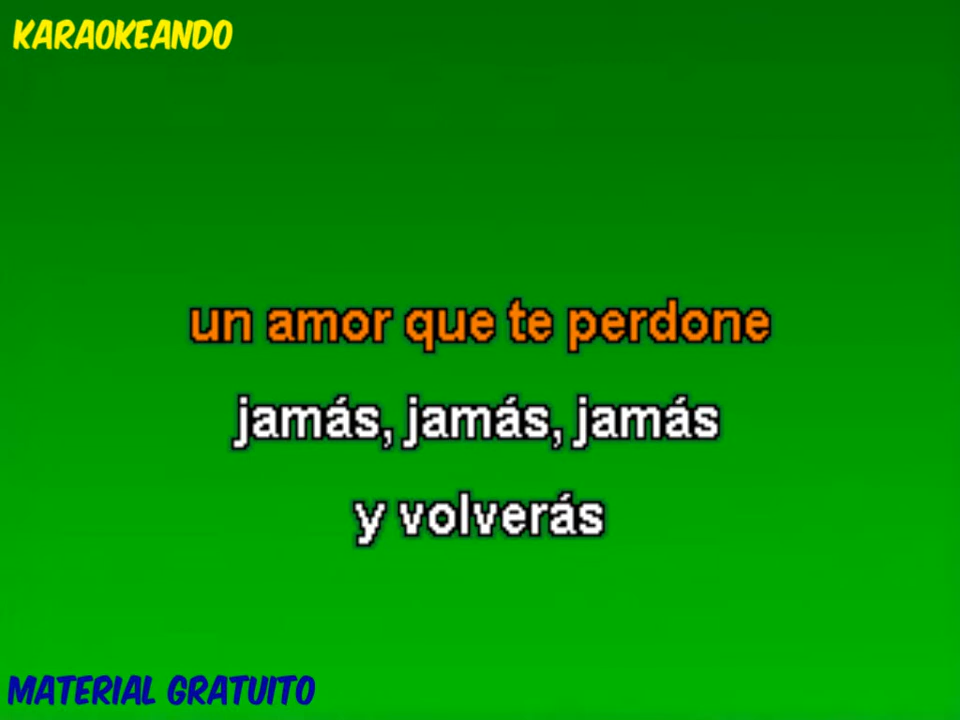 KARAOKEANDO
un amor que te perdone
jamás, jamás, jamás
y volverás
MATERIAL GRATUITO